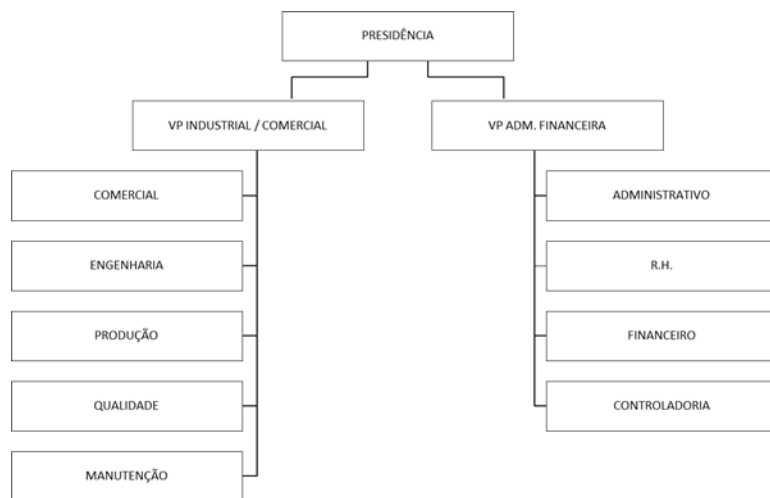 PRESIDÊNCIA
VP INDUSTRIAL / COMERCIAL
VP ADM. FINANCEIRA
COMERCIAL
ADMINISTRATIVO
ENGENHARIA
R.H.
PRODUÇÃO
FINANCEIRO
QUALIDADE
CONTROLADORIA
MANUTENÇÃO